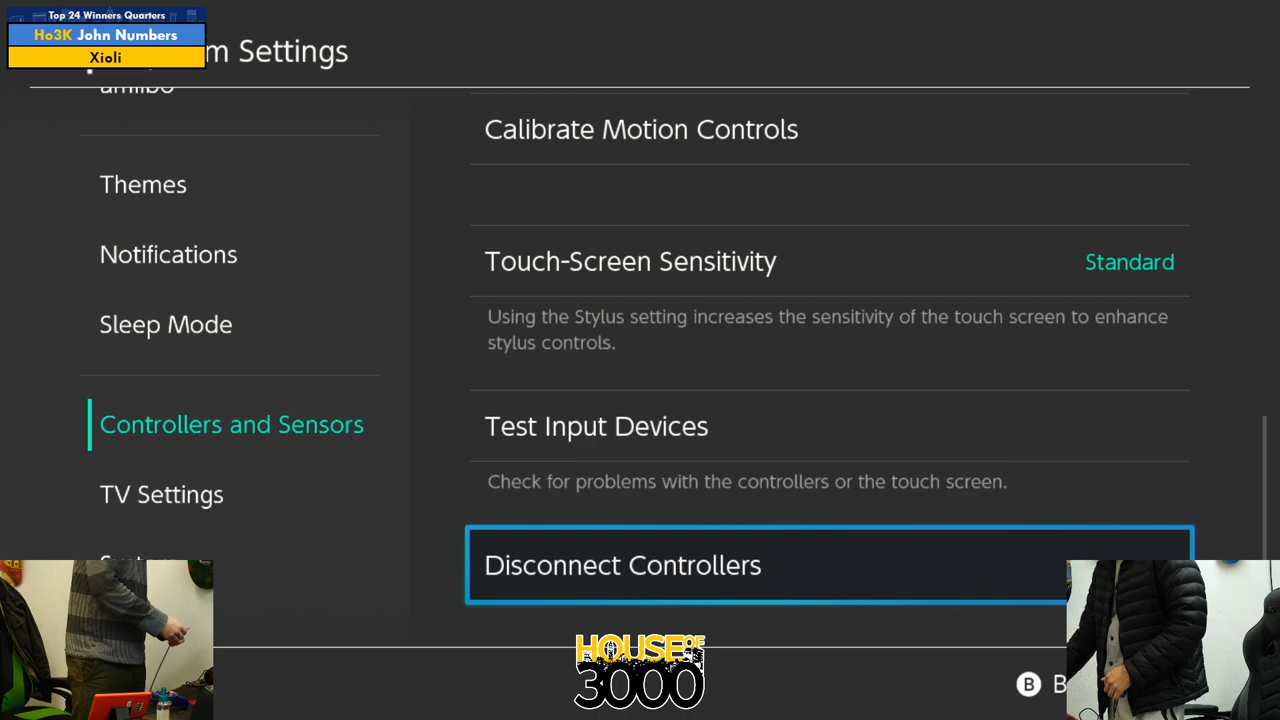 Top 24 Winners Quarters
Ho3K John Numbers
Xioli
m Settings
amiibo
Themes
Notifications
Sleep Mode
Controllers and Sensors
TV Settings
Calibrate Motion Controls
Touch-Screen Sensitivity Standard
Using the Stylus setting increases the sensitivity of the touch screen to enhance
stylus controls.
Test Input Devices
Check for problems with the controllers or the touch screen.
Disconnect Controllers
HOUSE OF
3000
B B